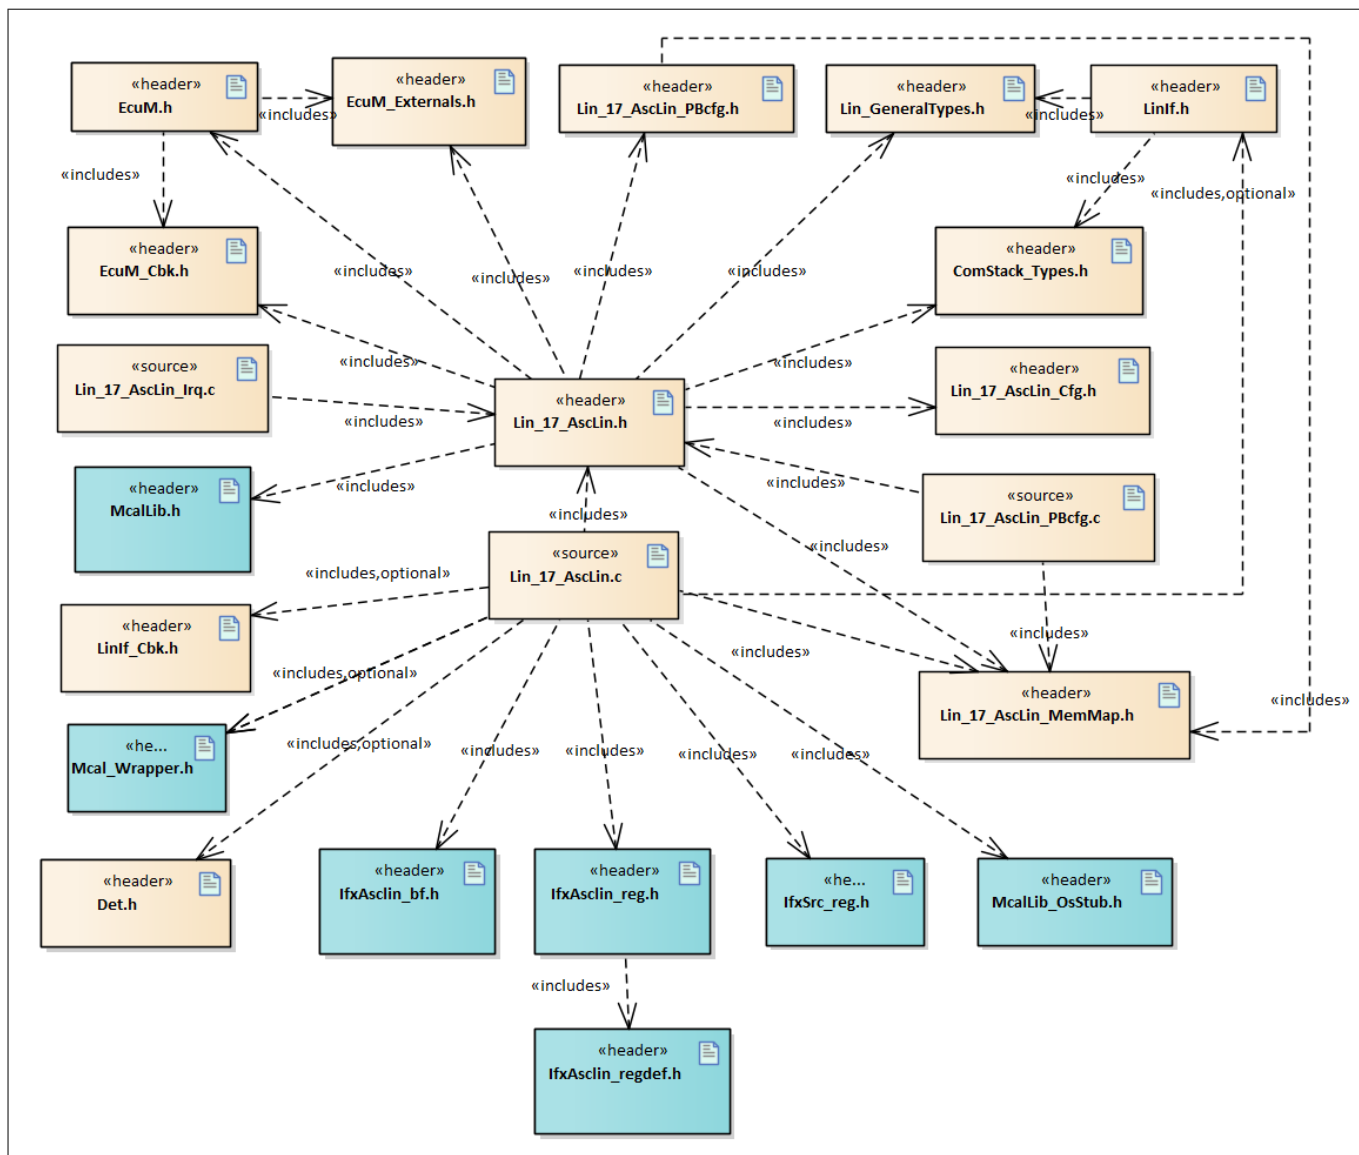 «header»
EcuM.h
«includes»
«header»
EcuM_Externals.h
«header»
Lin_17_AscLin_PBcfg.h
«header»
Lin_GeneralTypes.h
«includes»
«header»
LinIf.h
«includes»
«includes»
«includes,optional»
«header»
EcuM_Cbk.h
«includes»
«includes»
«includes»
«includes»
«header»
ComStack_Types.h
«includes»
«includes»
«source»
Lin_17_AscLin_Irq.c
«includes»
«header»
Lin_17_AscLin.h
«includes»
«header»
Lin_17_AscLin_Cfg.h
«header»
McalLib.h
«includes»
«includes»
«source»
Lin_17_AscLin_PBcfg.c
«includes»
«includes»
«source»
Lin_17_AscLin.c
«includes,optional»
«header»
LinIf_Cbk.h
«includes»
«includes»
«includes,optional»
«header»
Lin_17_AscLin_MemMap.h
«includes»
«he...
Mcal_Wrapper.h
«includes,optional»
«includes»
«includes»
«includes»
«includes»
«header»
Det.h
«header»
IfxAsclin_bf.h
«header»
IfxAsclin_reg.h
«he...
IfxSrc_reg.h
«header»
McalLib_OsStub.h
«includes»
«header»
IfxAsclin_regdef.h